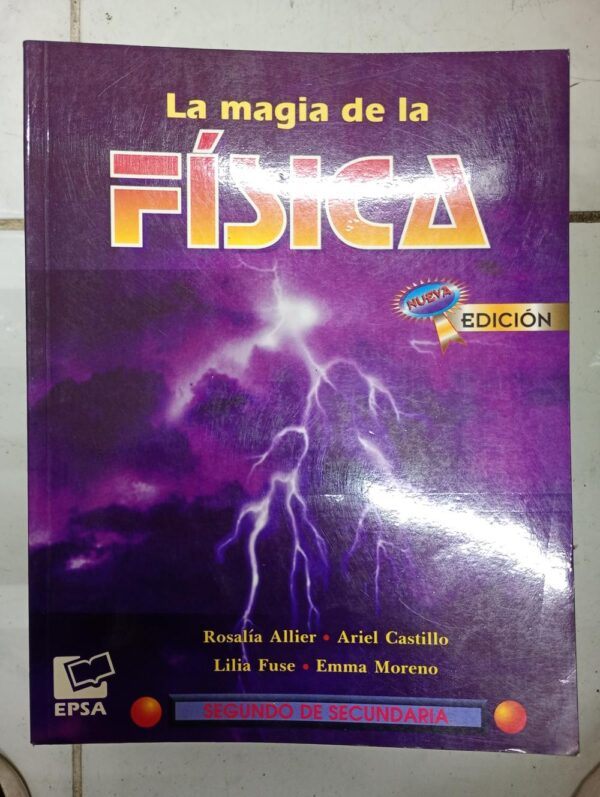 La magia de la
FÍSICA
NUEVA
EDICIÓN
Rosalía Allier • Ariel Castillo
Lilia Fuse • Emma Moreno
EPSA
SEGUNDO DE SECUNDARIA